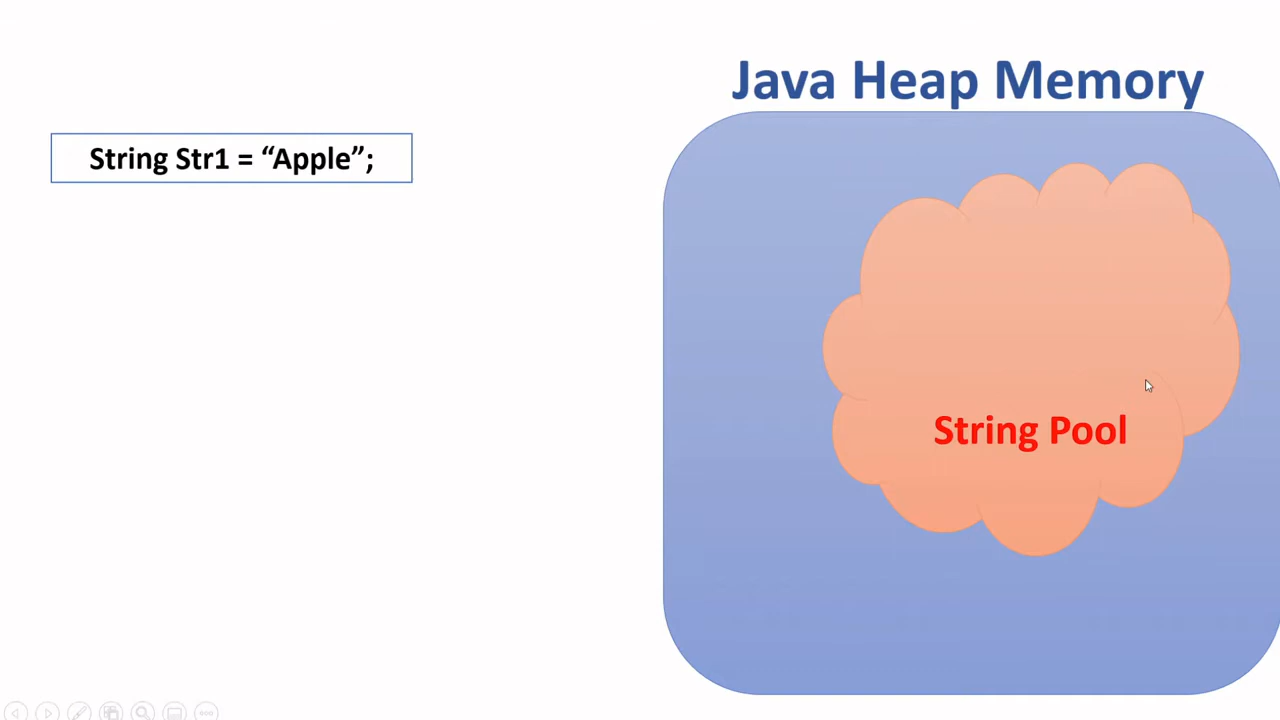 Java Heap Memory
String Str1 = “Apple”;
String Pool